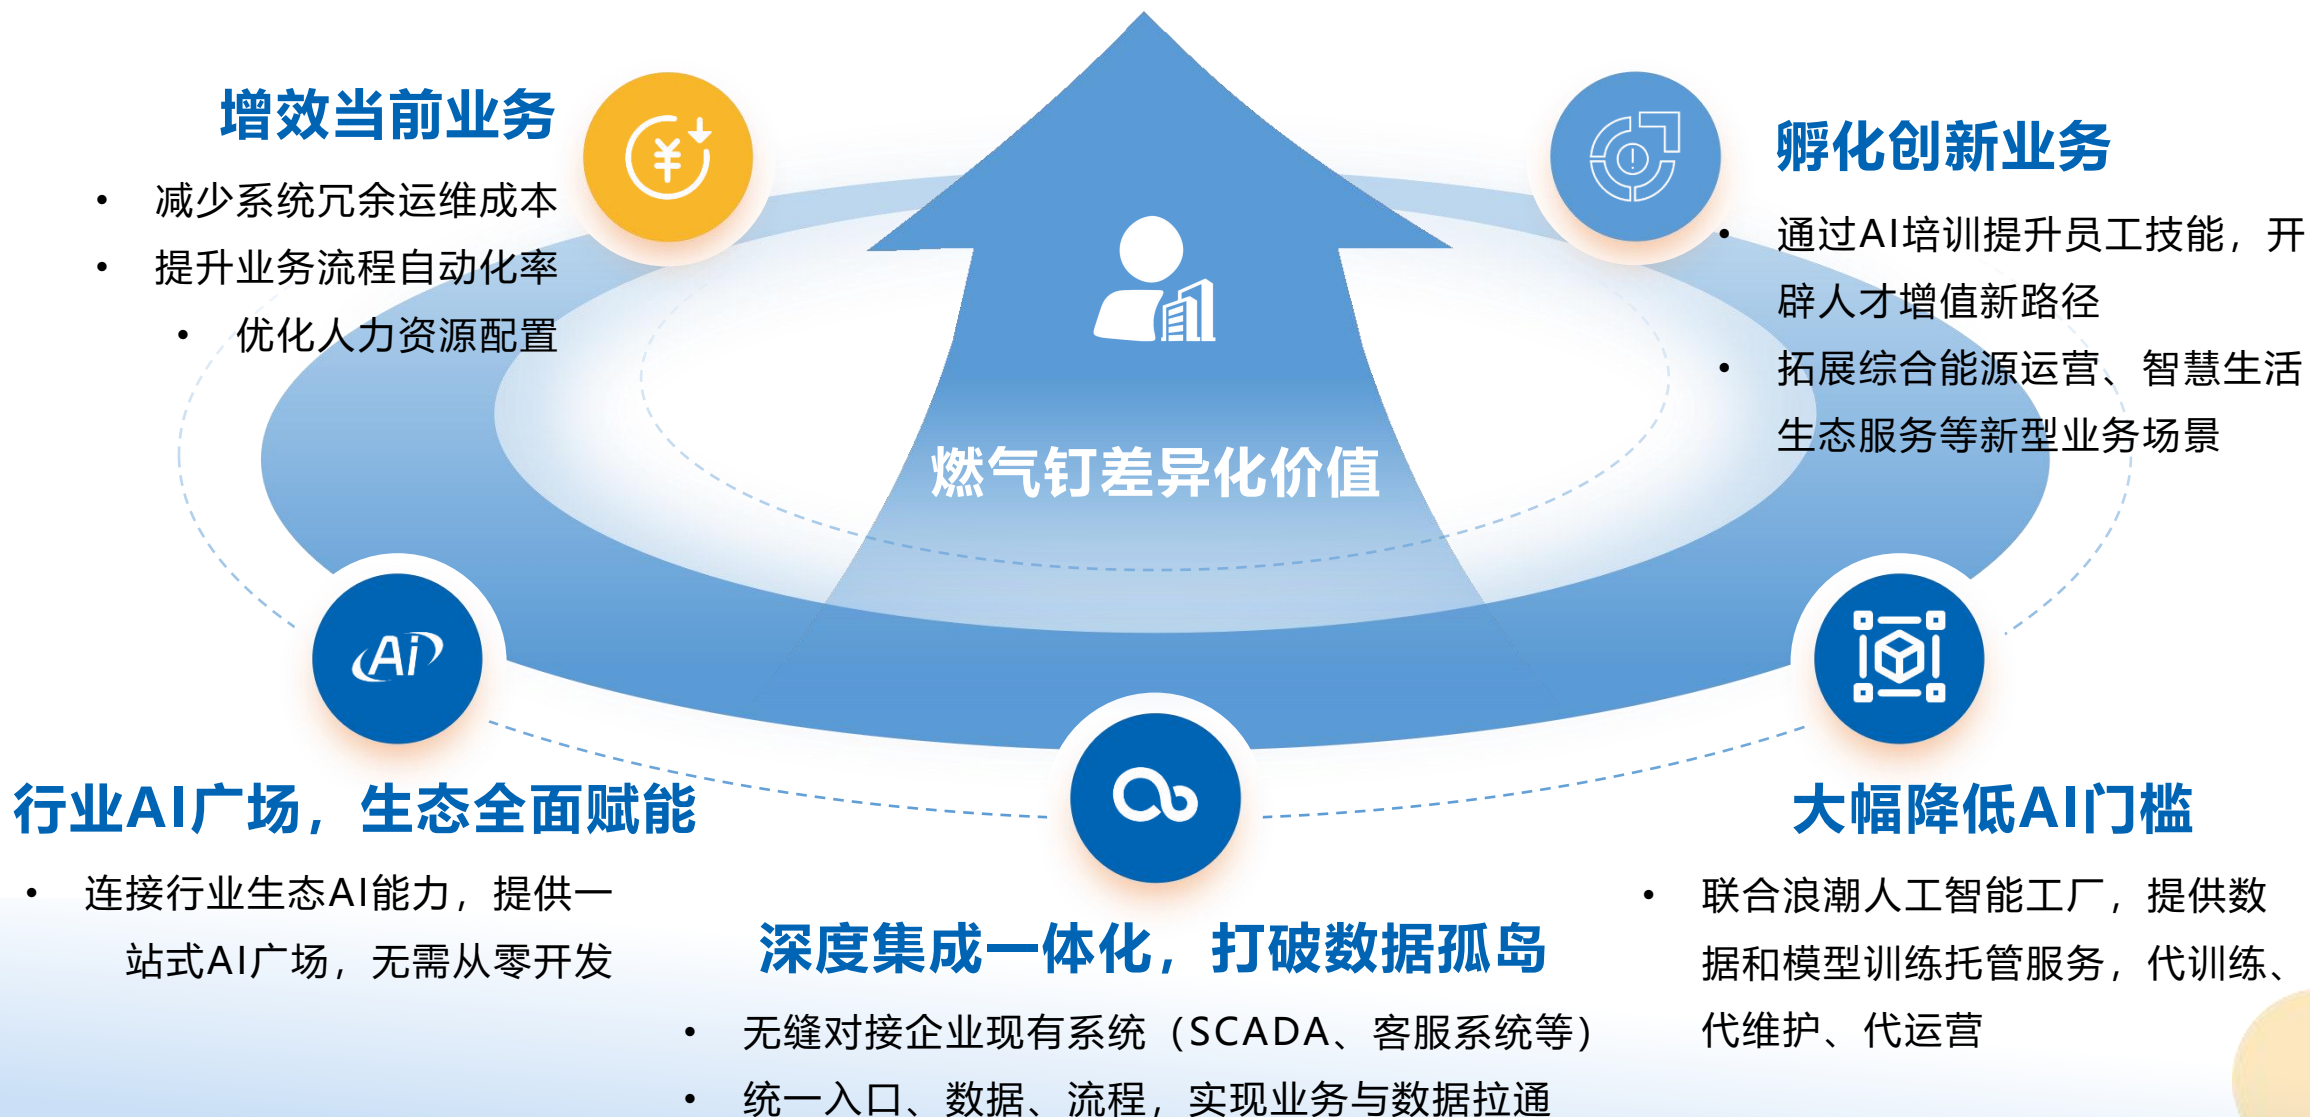 增效当前业务
• 减少系统冗余运维成本
• 提升业务流程自动化率
• 优化人力资源配置
孵化创新业务
• 通过AI培训提升员工技能，开
辟人才增值新路径
• 拓展综合能源运营、智慧生活
生态服务等新型业务场景
燃气钉差异化价值
Ai
行业AI广场，生态全面赋能
• 连接行业生态AI能力，提供一
站式AI广场，无需从零开发
深度集成一体化，打破数据孤岛
• 无缝对接企业现有系统（SCADA、客服系统等）
• 统一入口、数据、流程，实现业务与数据拉通
大幅降低AI门槛
• 联合浪潮人工智能工厂，提供数
据和模型训练托管服务，代训练、
代维护、代运营